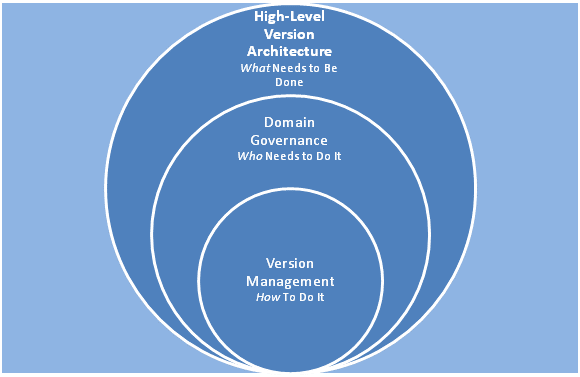 High-Level
Version
Architecture
What Needs to Be
Done
Domain
Governance
Who Needs to Do It
Version
Management
How To Do It